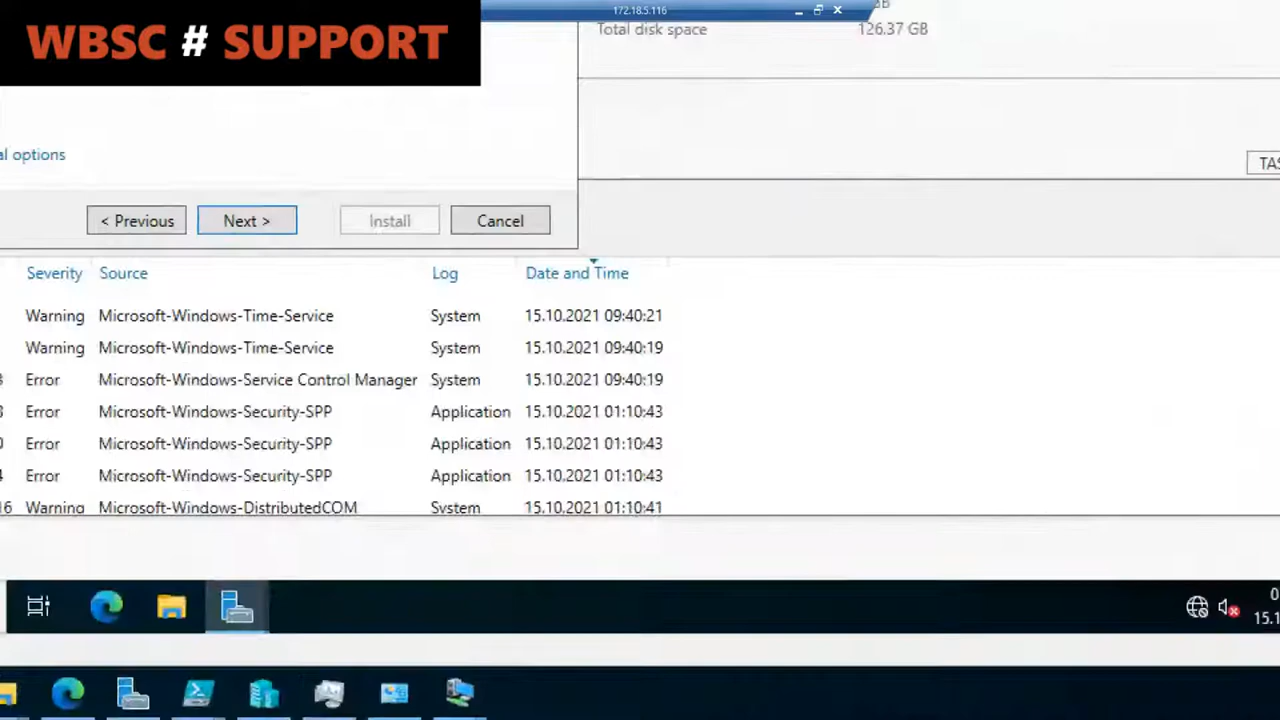 172.18.5.116
WBSC # SUPPORT
Total disk space 126.37 GB
al options
TAS
< Previous Next > Install Cancel
Severity Source Log Date and Time
Warning Microsoft-Windows-Time-Service System 15.10.2021 09:40:21
Warning Microsoft-Windows-Time-Service System 15.10.2021 09:40:19
Error Microsoft-Windows-Service Control Manager System 15.10.2021 09:40:19
Error Microsoft-Windows-Security-SPP Application 15.10.2021 01:10:43
Error Microsoft-Windows-Security-SPP Application 15.10.2021 01:10:43
Error Microsoft-Windows-Security-SPP Application 15.10.2021 01:10:43
16 Warning Microsoft-Windows-DistributedCOM System 15.10.2021 01:10:41
0
15.1